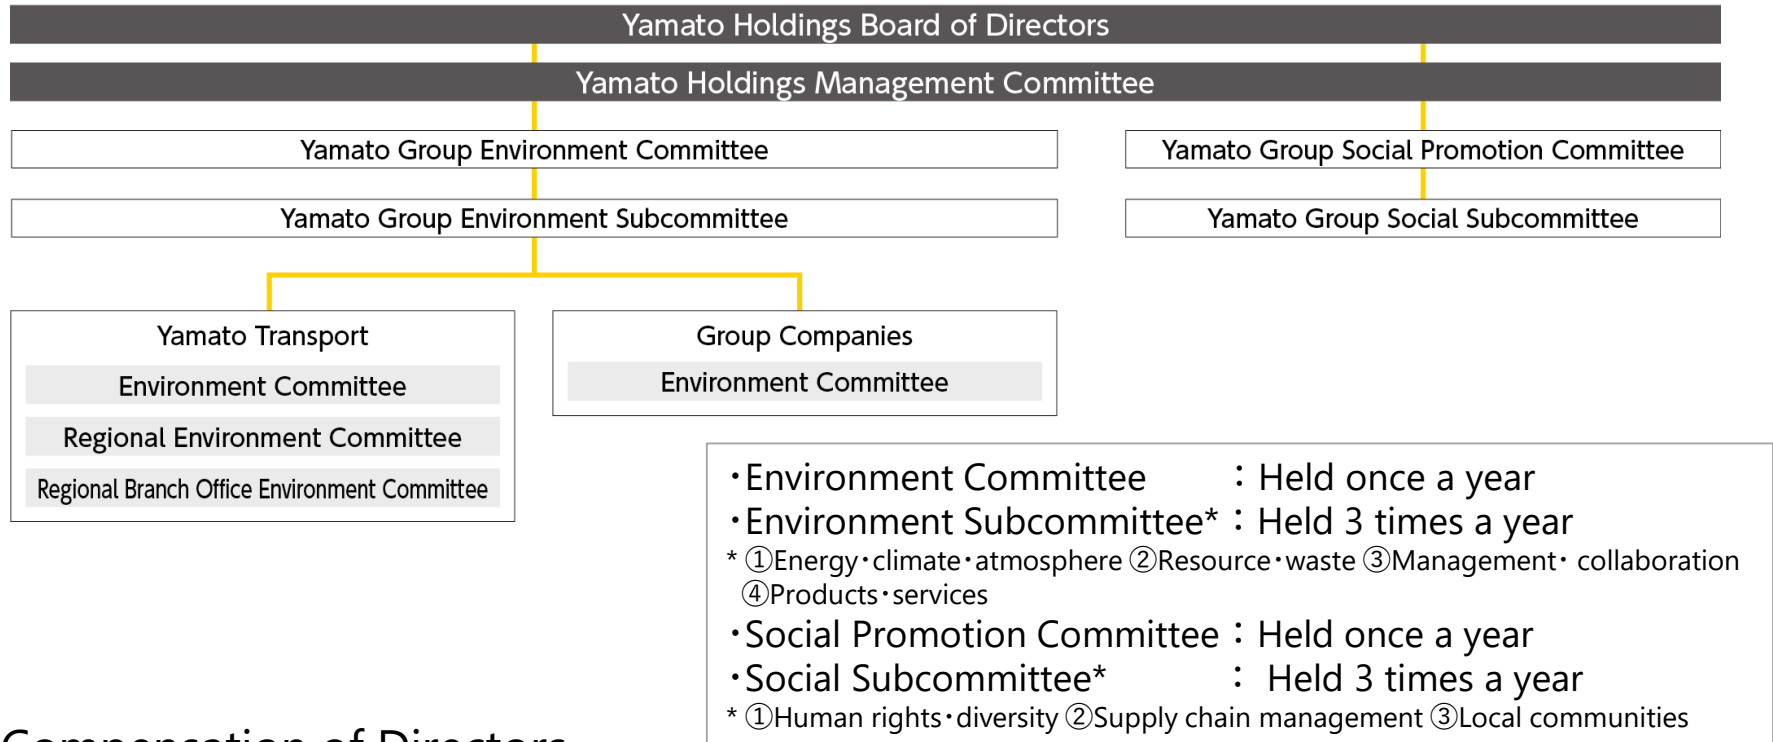 Yamato Holdings Board of Directors
Yamato Holdings Management Committee
Yamato Group Environment Committee
Yamato Group Social Promotion Committee
Yamato Group Environment Subcommittee
Yamato Group Social Subcommittee
Yamato Transport
Environment Committee
Regional Environment Committee
Regional Branch Office Environment Committee
Group Companies
Environment Committee
・Environment Committee ：Held once a year
・Environment Subcommittee*：Held 3 times a year
* ①Energy・climate・atmosphere ②Resource・waste ③Management・ collaboration
④Products・services
・Social Promotion Committee：Held once a year
・Social Subcommittee* ： Held 3 times a year
* ①Human rights・diversity ②Supply chain management ③Local communities
Compensation of Directors